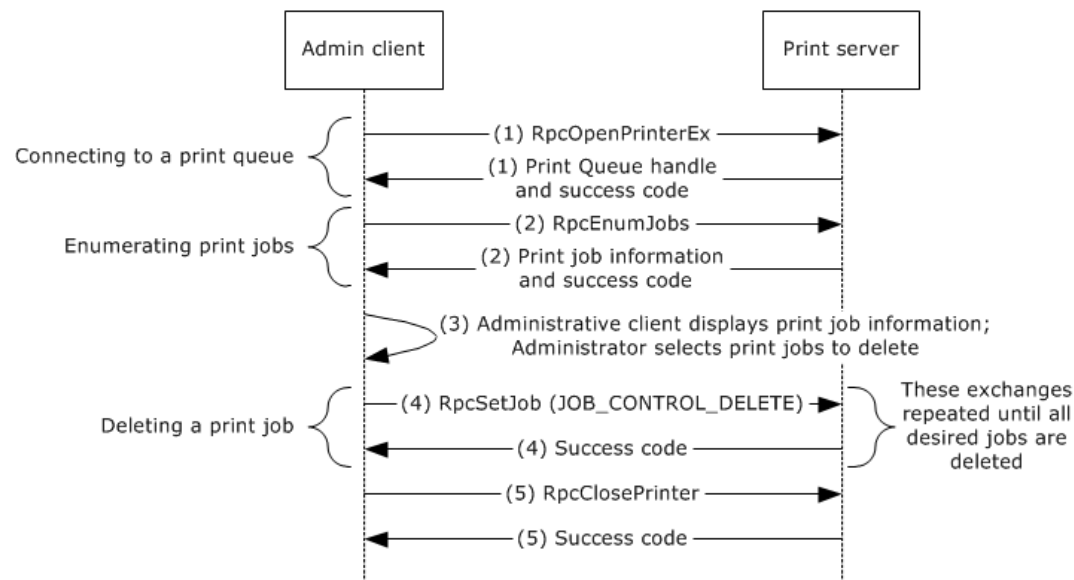 Admin client
Print server
Connecting to a print queue
(1) RpcOpenPrinterEx
(1) Print Queue handle
and success code
Enumerating print jobs
(2) RpcEnumJobs
(2) Print job information
and success code
(3) Administrative client displays print job information;
Administrator selects print jobs to delete
Deleting a print job
(4) RpcSetJob (JOB_CONTROL_DELETE)
(4) Success code
These exchanges
repeated until all
desired jobs are
deleted
(5) RpcClosePrinter
(5) Success code